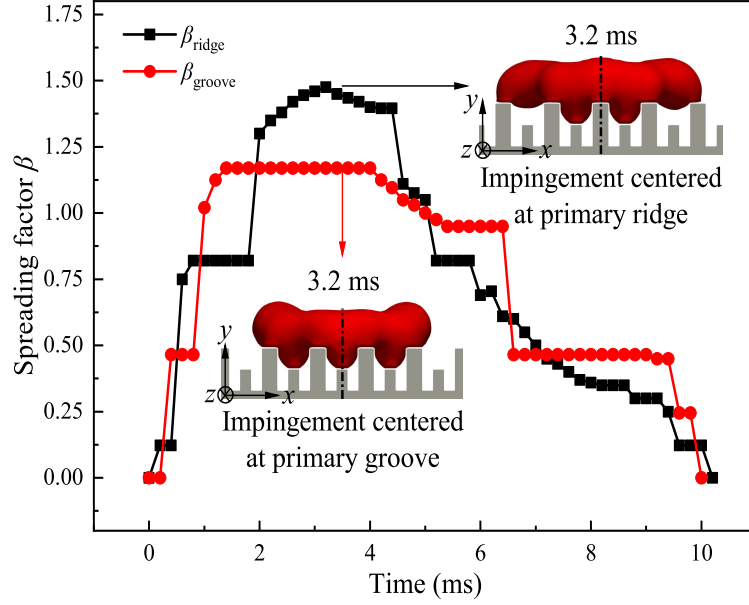 Spreading factor β
1.50
1.25
1.00
0.75
0.50
0.25
0.00
β_ridge
β_groove
3.2 ms
y
z
x
Impingement centered
at primary ridge
3.2 ms
y
z
x
Impingement centered
at primary groove
0
2
4
6
8
10
Time (ms)